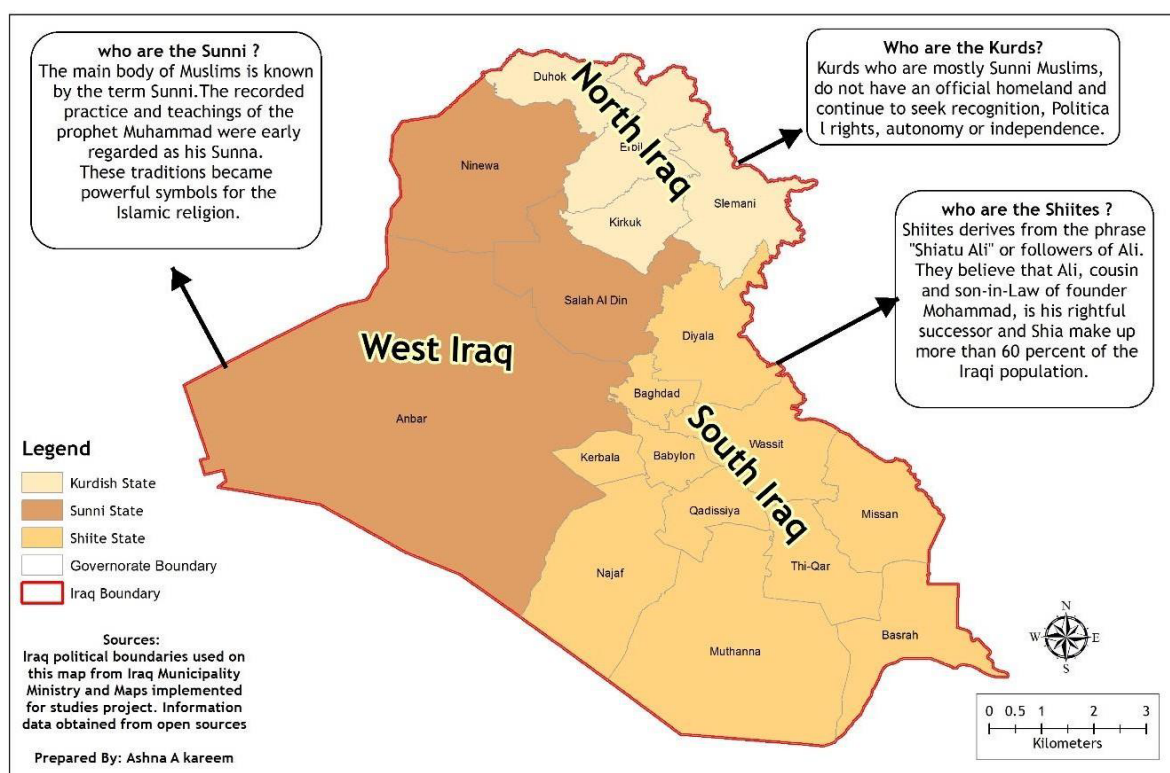 who are the Sunni ?
The main body of Muslims is known
by the term Sunni.The recorded
practice and teachings of the
prophet Muhammad were early
regarded as his Sunna.
These traditions became
powerful symbols for the
Islamic religion.
Who are the Kurds?
Kurds who are mostly Sunni Muslims,
do not have an official homeland and
continue to seek recognition, Politica
l rights, autonomy or independence.
who are the Shiites ?
Shiites derives from the phrase
"Shiatu Ali" or followers of Ali.
They believe that Ali, cousin
and son-in-Law of founder
Mohammad, is his rightful
successor and Shia make up
more than 60 percent of the
Iraqi population.
North Iraq
Duhok
Erbil
Ninewa
Slemani
Kirkuk
Salah Al Din
West Iraq
Diyala
Anbar
Baghdad
South Iraq
Wassit
Kerbala
Babylon
Qadissiya
Missan
Najaf
Thi-Qar
Basrah
Muthanna
Legend
Kurdish State
Sunni State
Shiite State
Governorate Boundary
Iraq Boundary
Sources:
Iraq political boundaries used on
this map from Iraq Municipality
Ministry and Maps implemented
for studies project. Information
data obtained from open sources
Prepared By: Ashna A kareem
N
W E
S
0 0.5 1 2 3
Kilometers